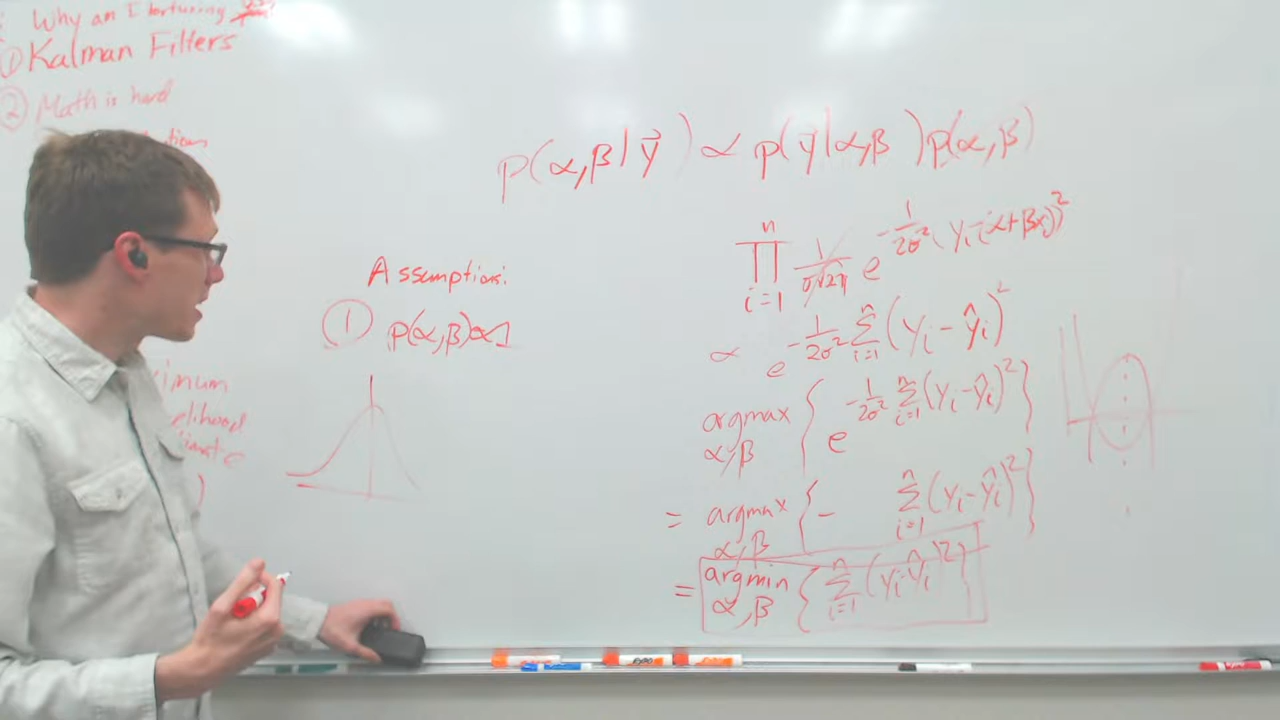 Why am I torturing
① Kalman Filters
② Math is hard
p(α,β|y⃗) ∝ p(y|α,β)p(α,β)
∏_{i=1}^{n} 1/(σ√2π) e^{-1/(2σ²)(y_i-(α+βx_i))²}
Assumption:
① p(α,β)∝1
∝ e^{-1/(2σ²) Σ_{i=1}^{n}(y_i-ŷ_i)²}
argmax_{α,β} { e^{-1/(2σ²) Σ_{i=1}^{n}(y_i-ŷ_i)²} }
= argmax_{α,β} { - Σ_{i=1}^{n}(y_i-ŷ_i)² }
= argmin_{α,β} { Σ_{i=1}^{n}(y_i-ŷ_i)² }
EXPO